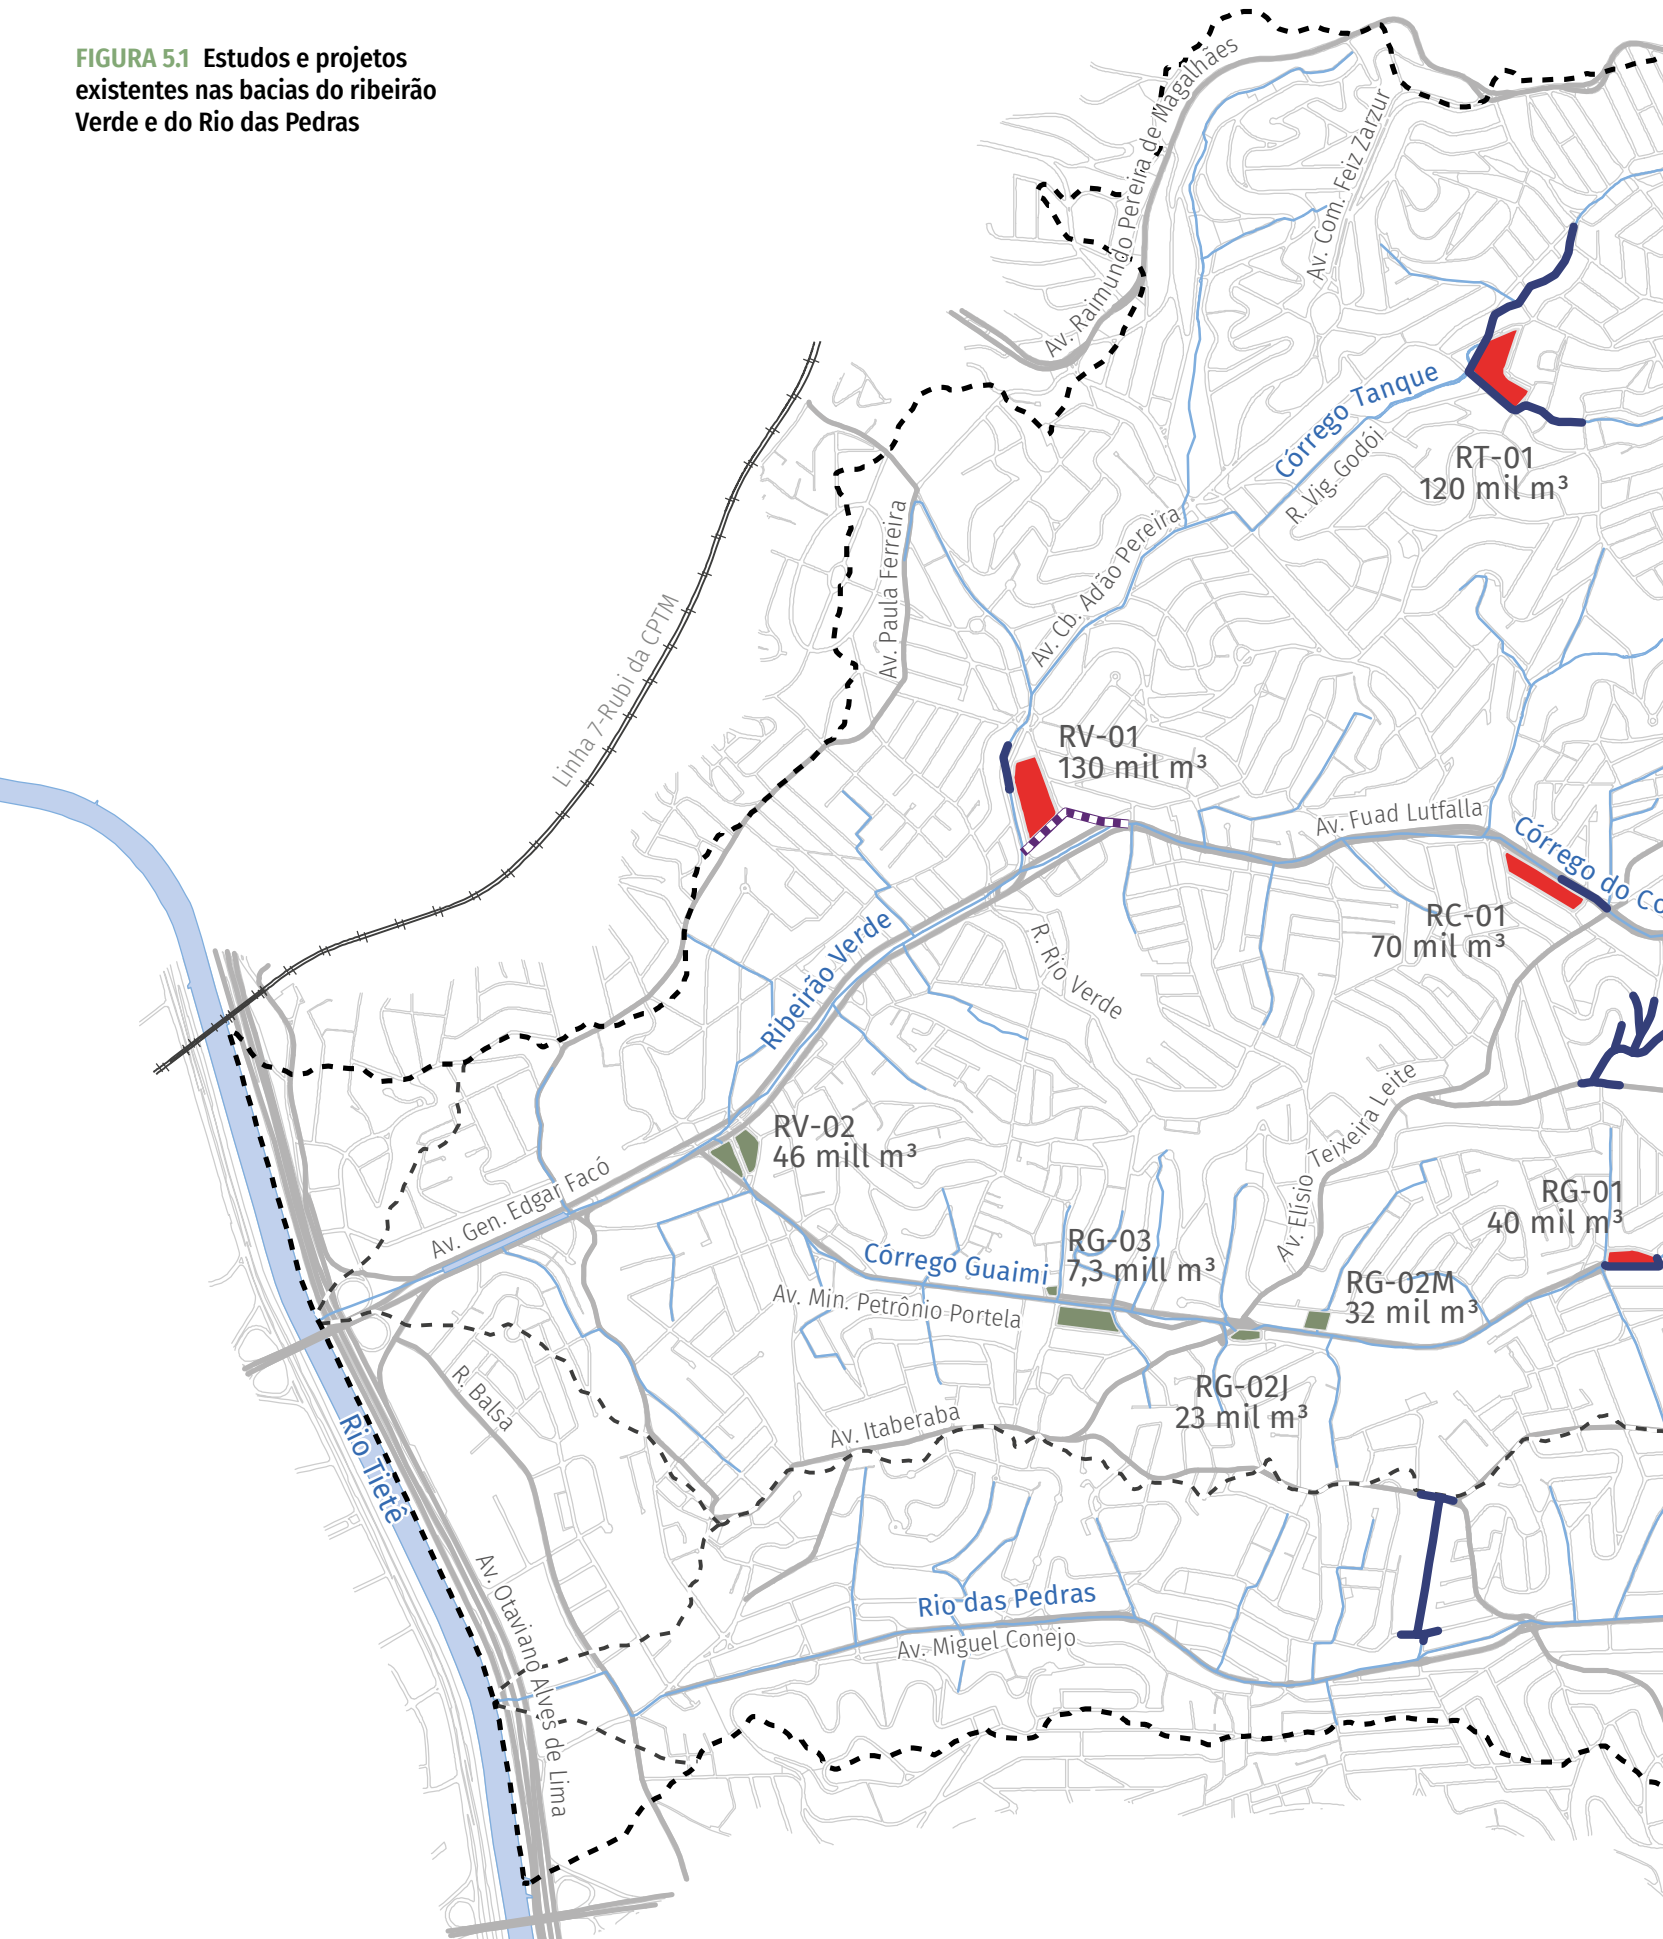 FIGURA 5.1 Estudos e projetos
existentes nas bacias do ribeirão
Verde e do Rio das Pedras
Av. Raimundo Pereira de Magalhães
Av. Com. Feiz Zarzur
Córrego Tanque
R. Vig. Godói
RT-01
120 mil m³
Av. Paula Ferreira
Av. Cb. Adão Pereira
Linha 7-Rubi da CPTM
RV-01
130 mil m³
Av. Fuad Lutfalla
Córrego do Co
RC-01
70 mil m³
Ribeirão Verde
R. Rio Verde
Av. Elísio Teixeira Leite
RV-02
46 mill m³
Av. Gen. Edgar Facó
RG-01
40 mil m³
Córrego Guaimi
RG-03
7,3 mill m³
RG-02M
32 mil m³
Av. Min. Petrônio Portela
RG-02J
23 mil m³
R. Balsa
Av. Itaberaba
Rio Tietê
Rio das Pedras
Av. Miguel Conejo
Av. Otaviano Alves de Lima